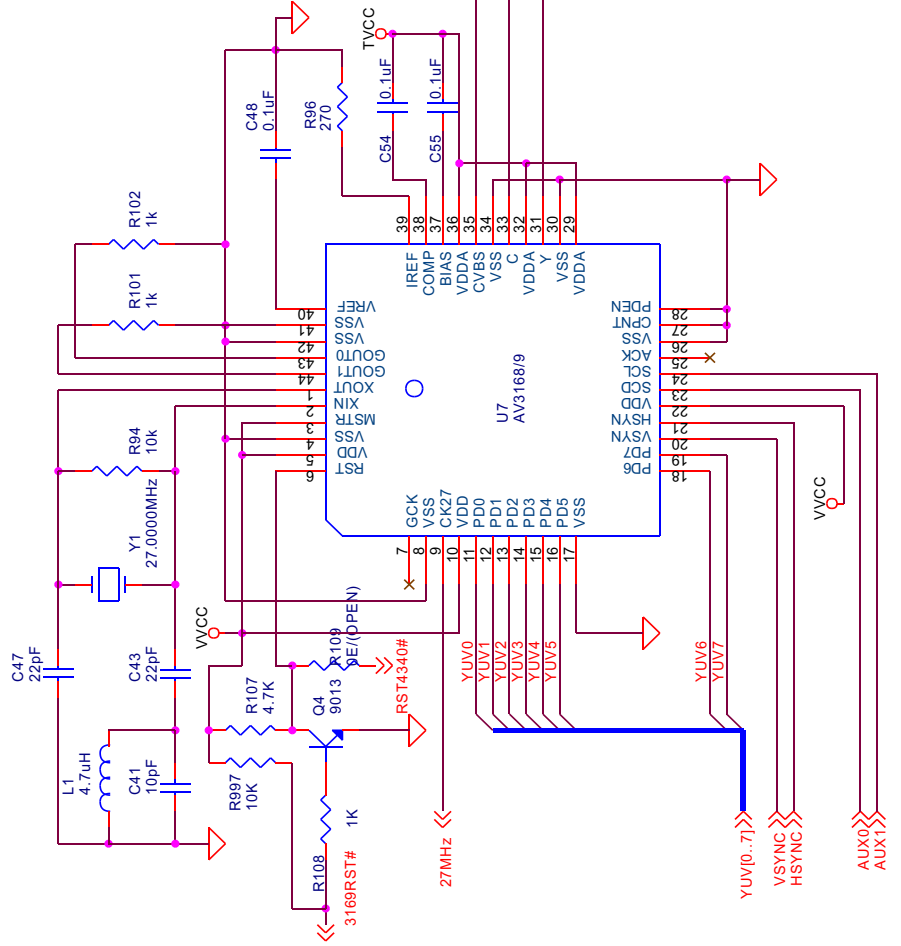 TVCC
C48
0.1uF
R96
270
0.1uF
C54
0.1uF
C55
R102
1k
R101
1k
39
38
37
36
35
34
33
32
31
30
29
IREF
COMP
BIAS
VDDA
CVBS
VSS
C
VDDA
Y
VSS
VDDA
40
VREF
41
VSS
42
VSS
43
GOUT0
44
GOUT1
1
XOUT
2
XIN
3
MSTR
4
VSS
5
VDD
6
RST
PDEN
28
CPNT
27
VSS
26
ACK
25
SCL
24
SCD
23
VDD
22
HSYN
21
VSYN
20
PD7
19
PD6
18
U7
AV3168/9
GCK
VSS
CK27
VDD
PD0
PD1
PD2
PD3
PD4
PD5
VSS
7
8
9
10
11
12
13
14
15
16
17
R94
10k
Y1
27.0000MHz
C47
22pF
C43
22pF
L1
4.7uH
C41
10pF
VVCC
R107
4.7K
R997
10K
Q4
9013
R109
0E/(OPEN)
RST4340#
R108
1K
3169RST#
27MHz
YUV0
YUV1
YUV2
YUV3
YUV4
YUV5
YUV6
YUV7
VVCC
YUV[0..7]
VSYNC
HSYNC
AUX0
AUX1